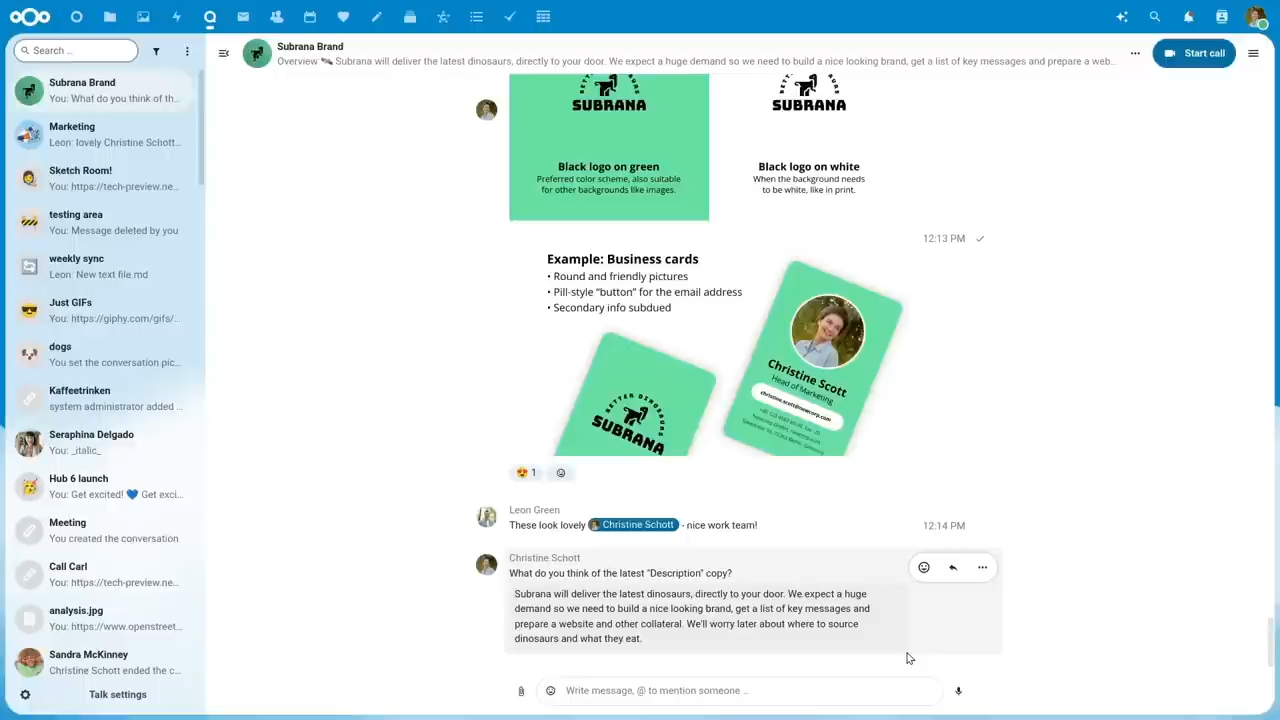 Search …
Subrana Brand
You: What do you think of th…
Marketing
Leon: lovely Christine Schott…
Sketch Room!
You: https://tech-preview.ne…
testing area
You: Message deleted by you
weekly sync
Leon: New text file.md
Just GIFs
You: https://giphy.com/gifs/…
dogs
You set the conversation pic…
Kaffeetrinken
system administrator added …
Seraphina Delgado
You: _italic_
Hub 6 launch
You: Get excited! 💙 Get exci…
Meeting
You created the conversation
Call Carl
You: https://tech-preview.ne…
analysis.jpg
You: https://www.openstreet…
Sandra McKinney
Christine Schott ended the c…
Talk settings
Subrana Brand
Overview 🛰️ Subrana will deliver the latest dinosaurs, directly to your door. We expect a huge demand so we need to build a nice looking brand, get a list of key messages and prepare a web…
Start call
SUBRANA
Black logo on green
Preferred color scheme, also suitable
for other backgrounds like images.
SUBRANA
Black logo on white
When the background needs
to be white, like in print.
12:13 PM
Example: Business cards
• Round and friendly pictures
• Pill-style “button” for the email address
• Secondary info subdued
BETTER DINOSAURS
SUBRANA
Christine Scott
Head of Marketing
christine.scott@newcorp.com
😍 1
Leon Green
These look lovely Christine Schott - nice work team!
12:14 PM
Christine Schott
What do you think of the latest "Description" copy?
Subrana will deliver the latest dinosaurs, directly to your door. We expect a huge
demand so we need to build a nice looking brand, get a list of key messages and
prepare a website and other collateral. We'll worry later about where to source
dinosaurs and what they eat.
Write message, @ to mention someone …